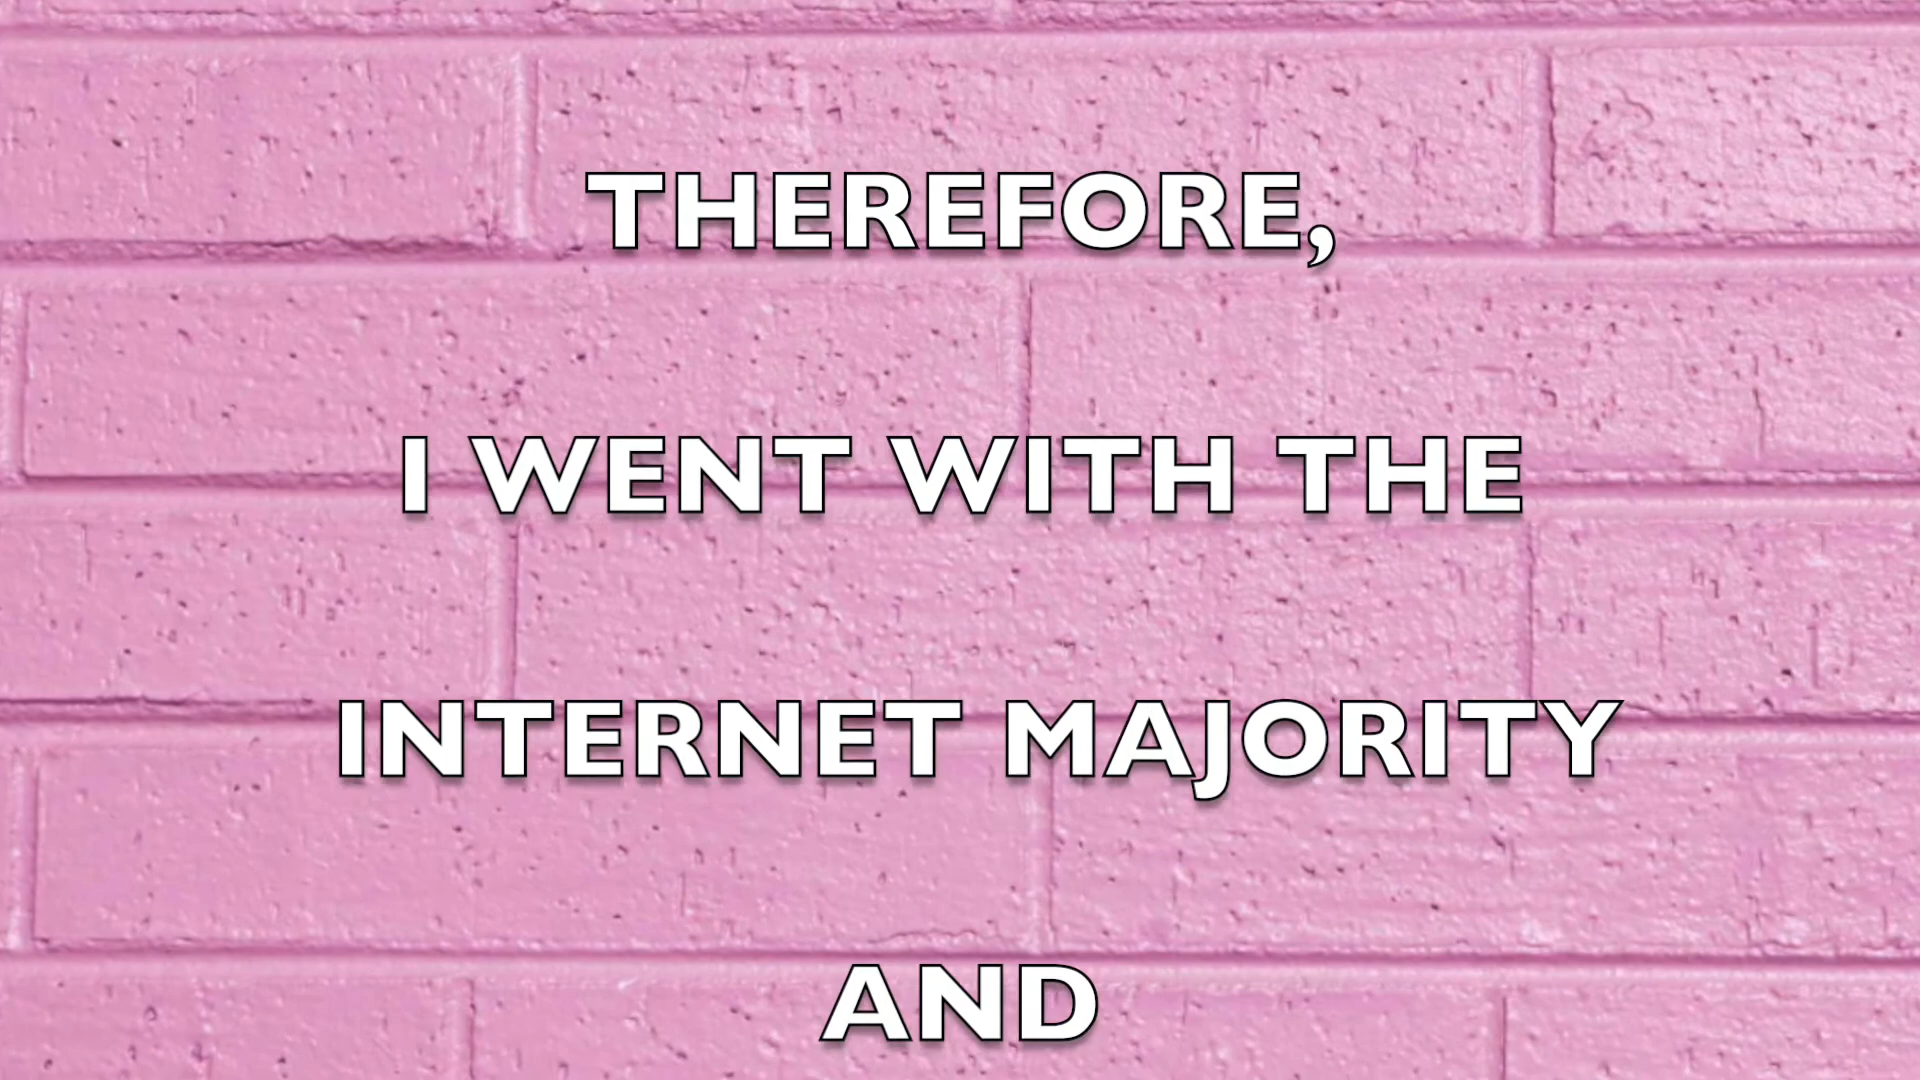 THEREFORE,
I WENT WITH THE
INTERNET MAJORITY
AND